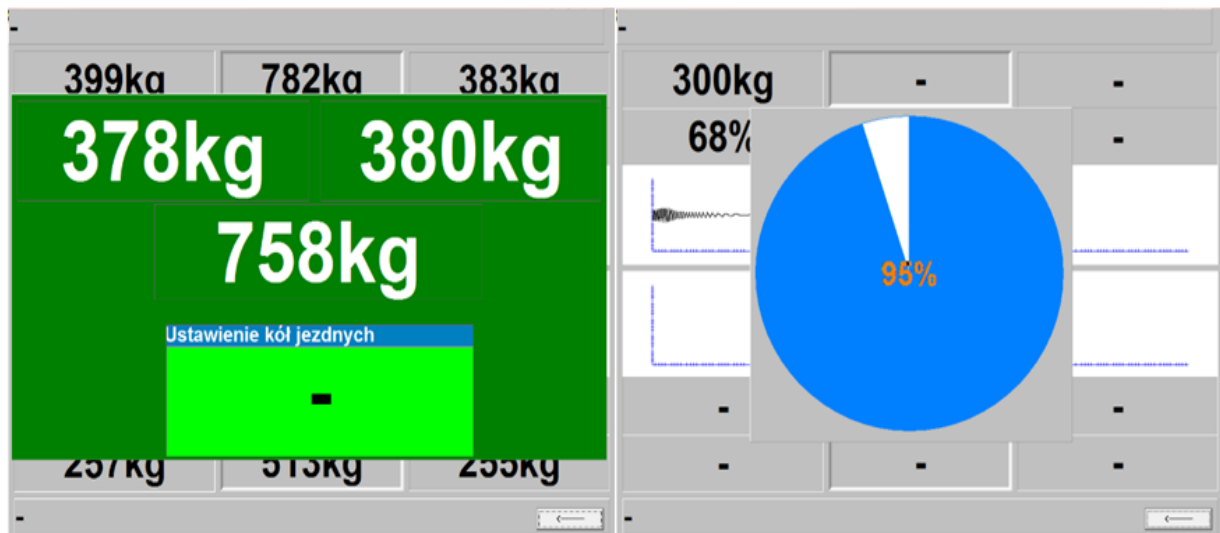 -
399kg 782kg 383kg
378kg 380kg
758kg
Ustawienie kół jezdnych
-
257kg 513kg 255kg
-
-
300kg - -
68% -
95%
- -
- - -
-